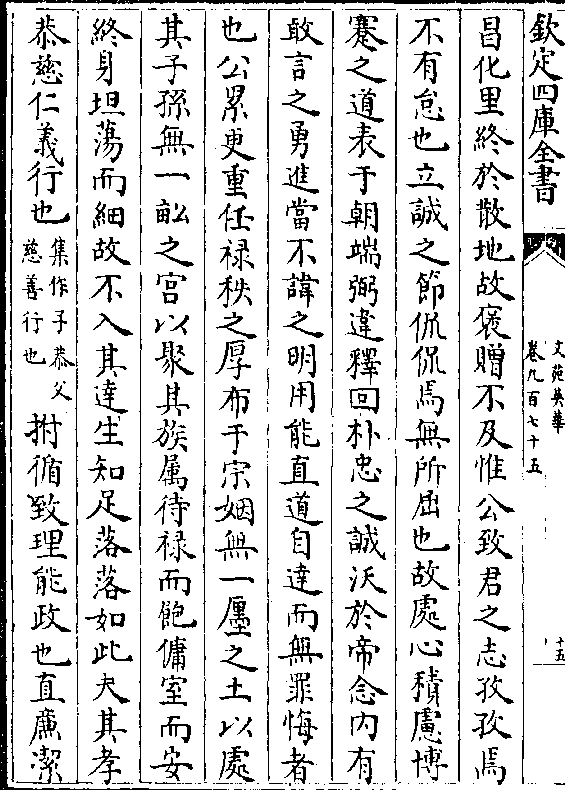 欽定四庫全書
文苑英華
卷九百七十五
十五
昌化里終於散地故襃贈不及惟公致君之志孜孜焉
不有怠也立誠之節侃侃焉無所屈也故處心積慮博
蹇之道表于朝端弼違釋回朴忠之誠沃於帝念内有
敢言之勇進當不諱之明用能直道自達而無罪悔者
也公累更重任禄秩之厚布于宗姻無一廛之土以處
其子孫無一畝之宫以聚其族属待禄而飽傭室而安
終身坦蕩而細故不入其達生知足落落如此夫其孝
恭慈仁義行也
集作子恭父
慈善行也
拊循致理能政也直廉潔